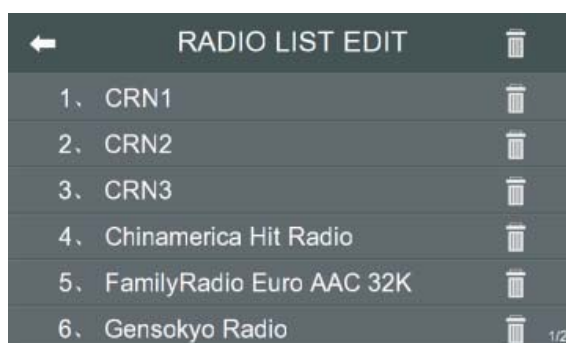 RADIO LIST EDIT
1、 CRN1
2、 CRN2
3、 CRN3
4、 Chinamerica Hit Radio
5、 FamilyRadio Euro AAC 32K
6、 Gensokyo Radio
1/2